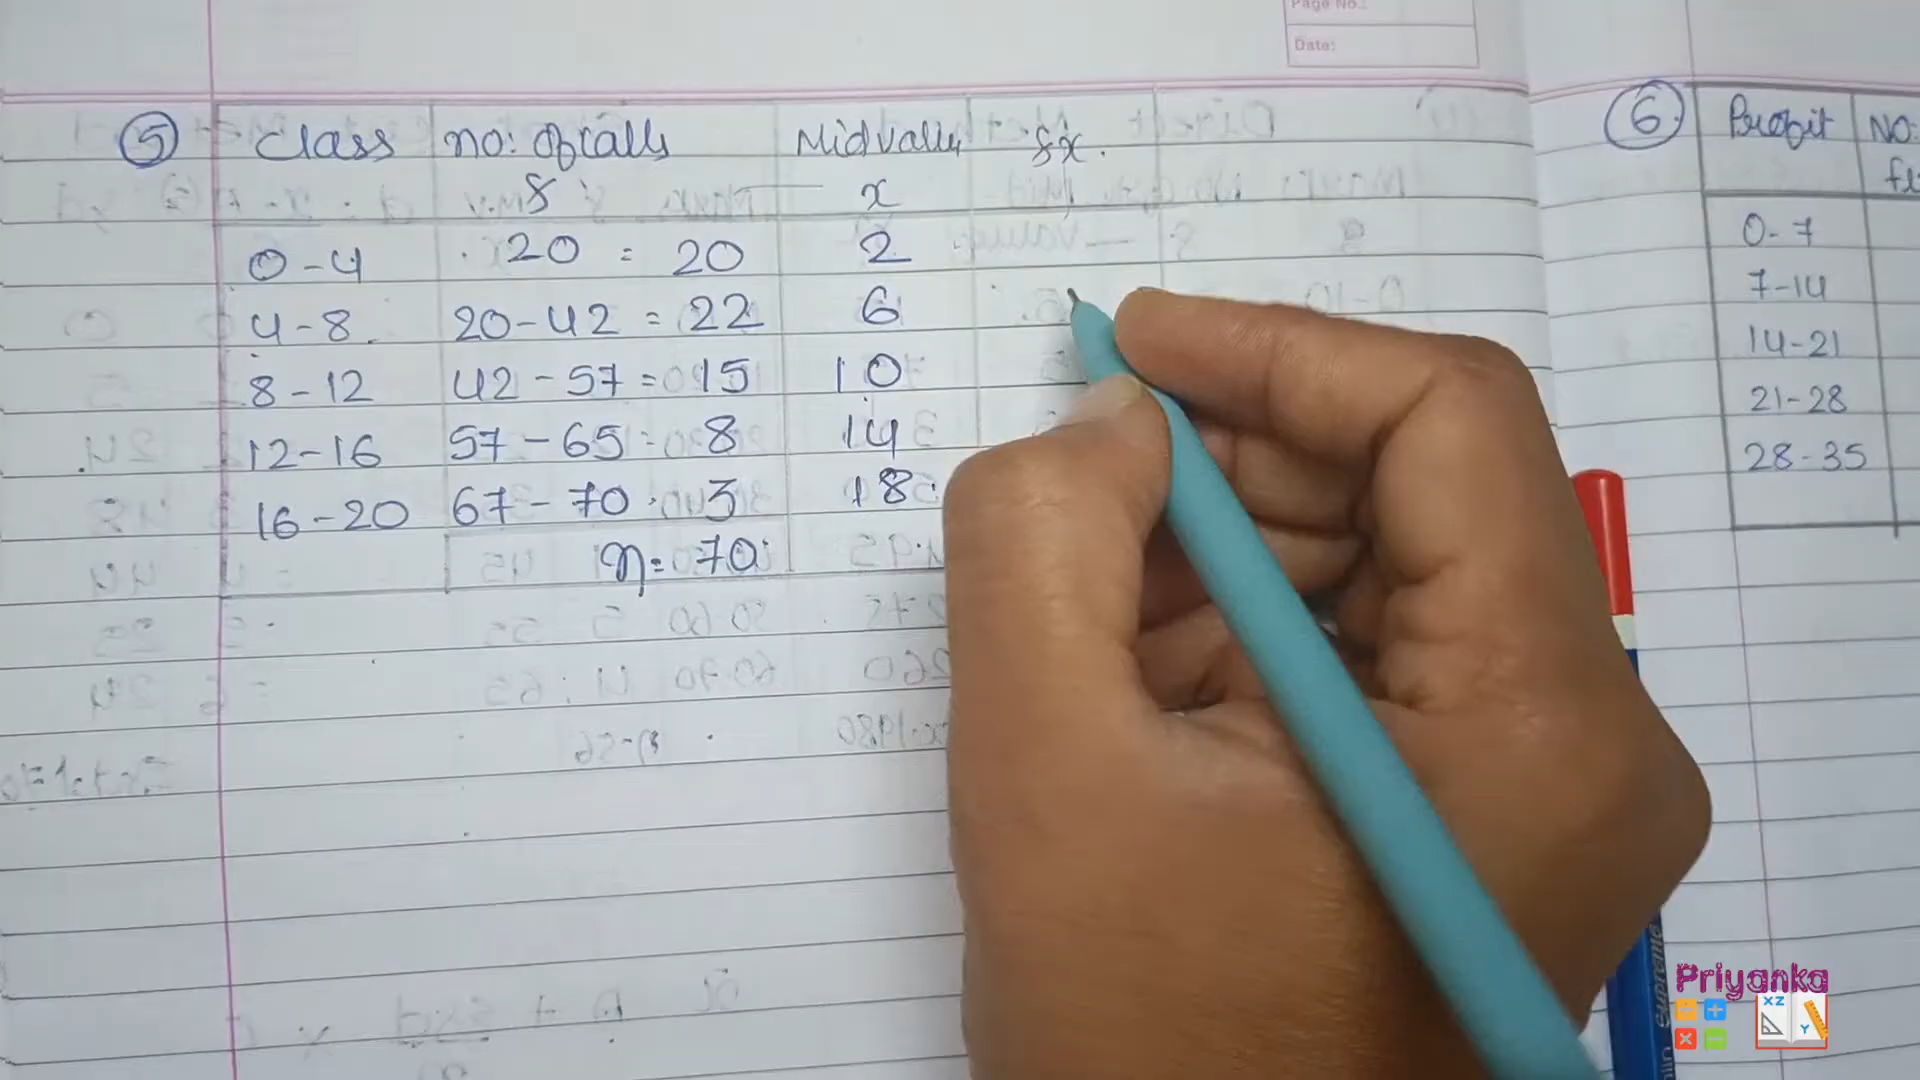 Page No.:
Date:
5 Class no: of calls Midvalue fx.
f x
0-4 20 = 20 2
4-8 20-42 = 22 6
8-12 42-57 = 15 10
12-16 57-65 = 8 14
16-20 67-70 . 3 18
n = 70
6 Profit NO:
0-7
7-14
14-21
21-28
28-35
Supreme
Priyanka
XZ
Y